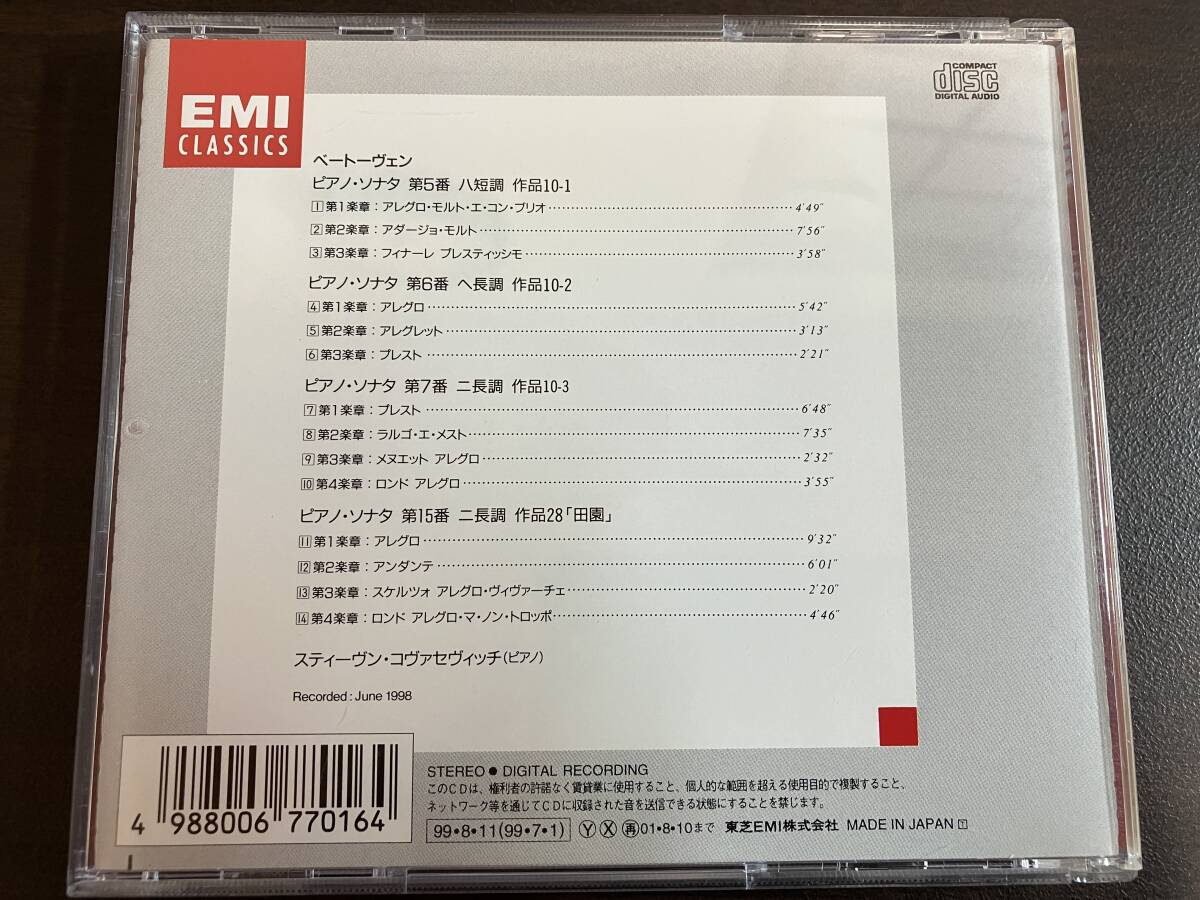 EMI
CLASSICS
COMPACT
disc
DIGITAL AUDIO
ベートーヴェン
ピアノ・ソナタ 第5番 ハ短調 作品10-1
1 第1楽章：アレグロ・モルト・エ・コン・ブリオ 4′49″
2 第2楽章：アダージョ・モルト 7′56″
3 第3楽章：フィナーレ プレスティッシモ 3′58″
ピアノ・ソナタ 第6番 ヘ長調 作品10-2
4 第1楽章：アレグロ 5′42″
5 第2楽章：アレグレット 3′13″
6 第3楽章：プレスト 2′21″
ピアノ・ソナタ 第7番 ニ長調 作品10-3
7 第1楽章：プレスト 6′48″
8 第2楽章：ラルゴ・エ・メスト 7′35″
9 第3楽章：メヌエット アレグロ 2′32″
10 第4楽章：ロンド アレグロ 3′55″
ピアノ・ソナタ 第15番 ニ長調 作品28「田園」
11 第1楽章：アレグロ 9′32″
12 第2楽章：アンダンテ 6′01″
13 第3楽章：スケルツォ アレグロ・ヴィヴァーチェ 2′20″
14 第4楽章：ロンド アレグロ・マ・ノン・トロッポ 4′46″
スティーヴン・コヴァセヴィッチ（ピアノ）
Recorded : June 1998
STEREO ● DIGITAL RECORDING
このCDは、権利者の許諾なく賃貸業に使用すること、個人的な範囲を超える使用目的で複製すること、
ネットワーク等を通じてCDに収録された音を送信できる状態にすることを禁じます。
99・8・11(99・7・1) Ⓨ Ⓧ 再 01・8・10まで 東芝EMI株式会社 MADE IN JAPAN T
4 988006 770164